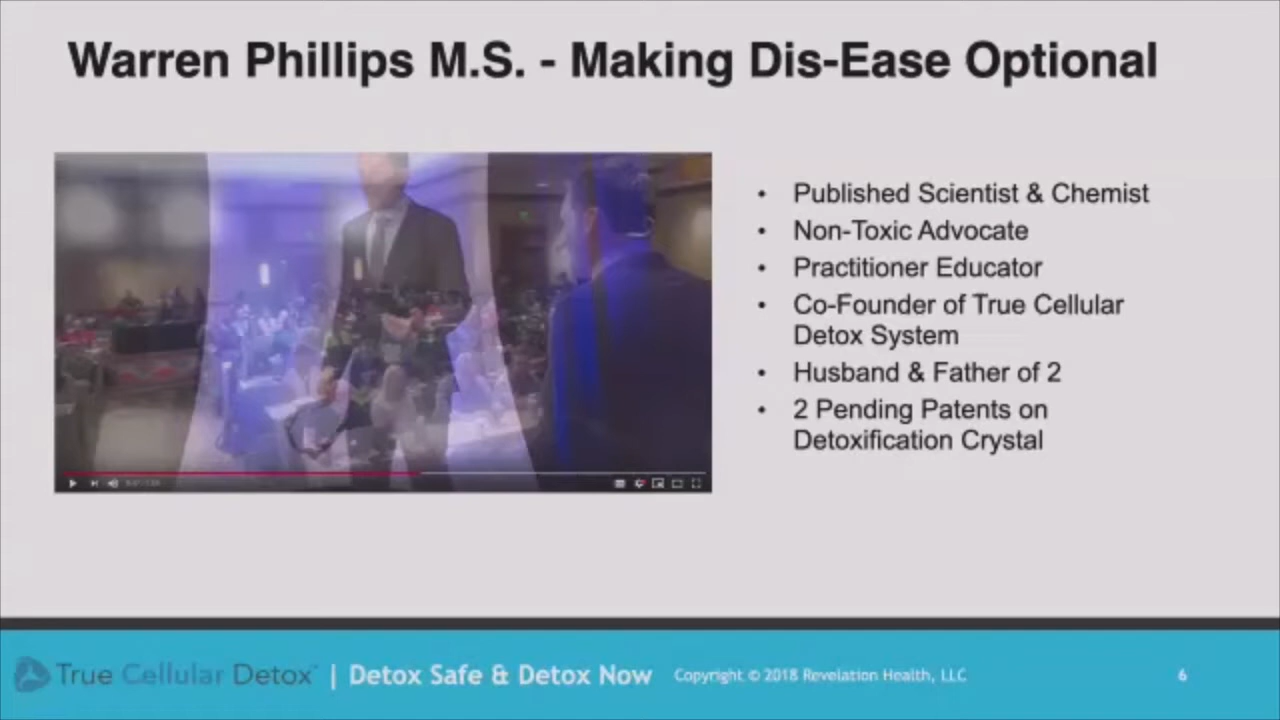 Warren Phillips M.S. - Making Dis-Ease Optional
• Published Scientist & Chemist
• Non-Toxic Advocate
• Practitioner Educator
• Co-Founder of True Cellular
Detox System
• Husband & Father of 2
• 2 Pending Patents on
Detoxification Crystal
True Cellular Detox™ | Detox Safe & Detox Now Copyright © 2018 Revelation Health, LLC 6